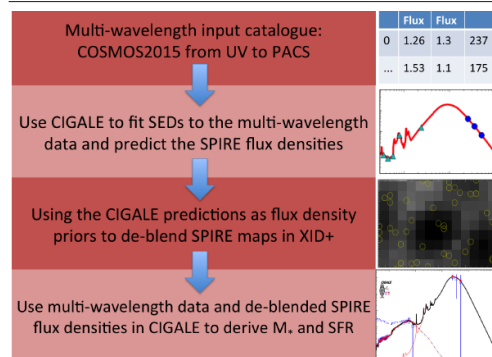 Multi-wavelength input catalogue:
COSMOS2015 from UV to PACS
Flux Flux
0 1.26 1.3 237
... 1.53 1.1 175
Use CIGALE to fit SEDs to the multi-wavelength
data and predict the SPIRE flux densities
Using the CIGALE predictions as flux density
priors to de-blend SPIRE maps in XID+
Use multi-wavelength data and de-blended SPIRE
flux densities in CIGALE to derive M* and SFR